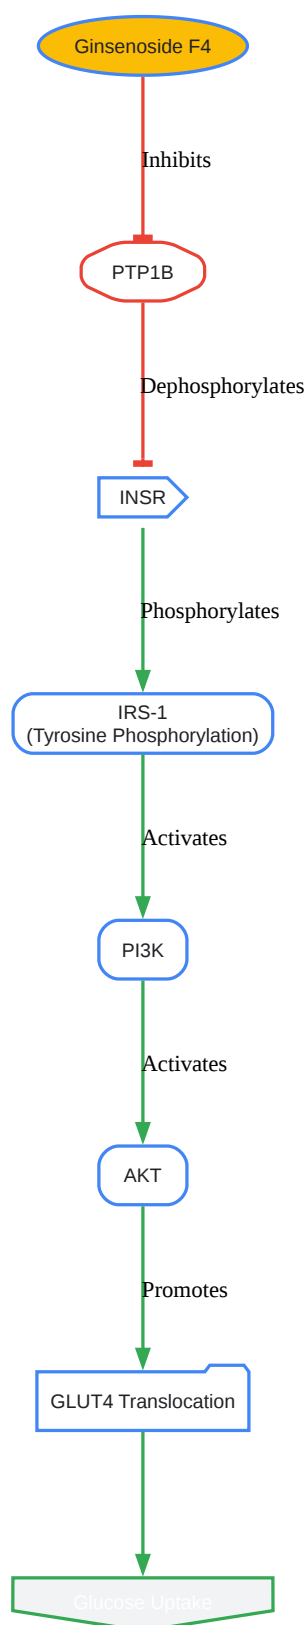 Ginsenoside F4
Inhibits
PTP1B
Dephosphorylates
INSR
Phosphorylates
IRS-1
(Tyrosine Phosphorylation)
Activates
PI3K
Activates
AKT
Promotes
GLUT4 Translocation
Glucose Uptake